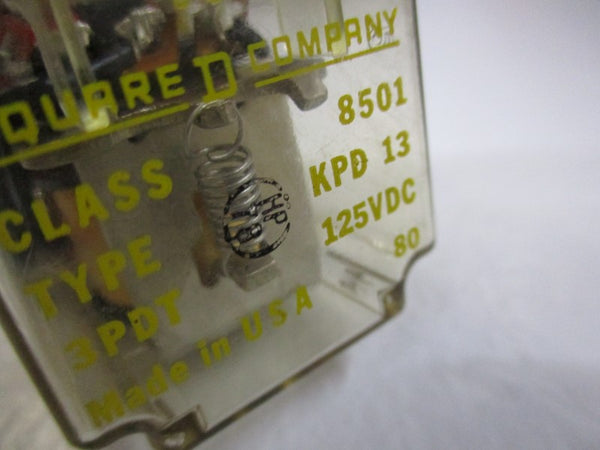 QUARE D COMPANY
CLASS 8501
TYPE KPD 13
3PDT 125VDC
80
Made in USA